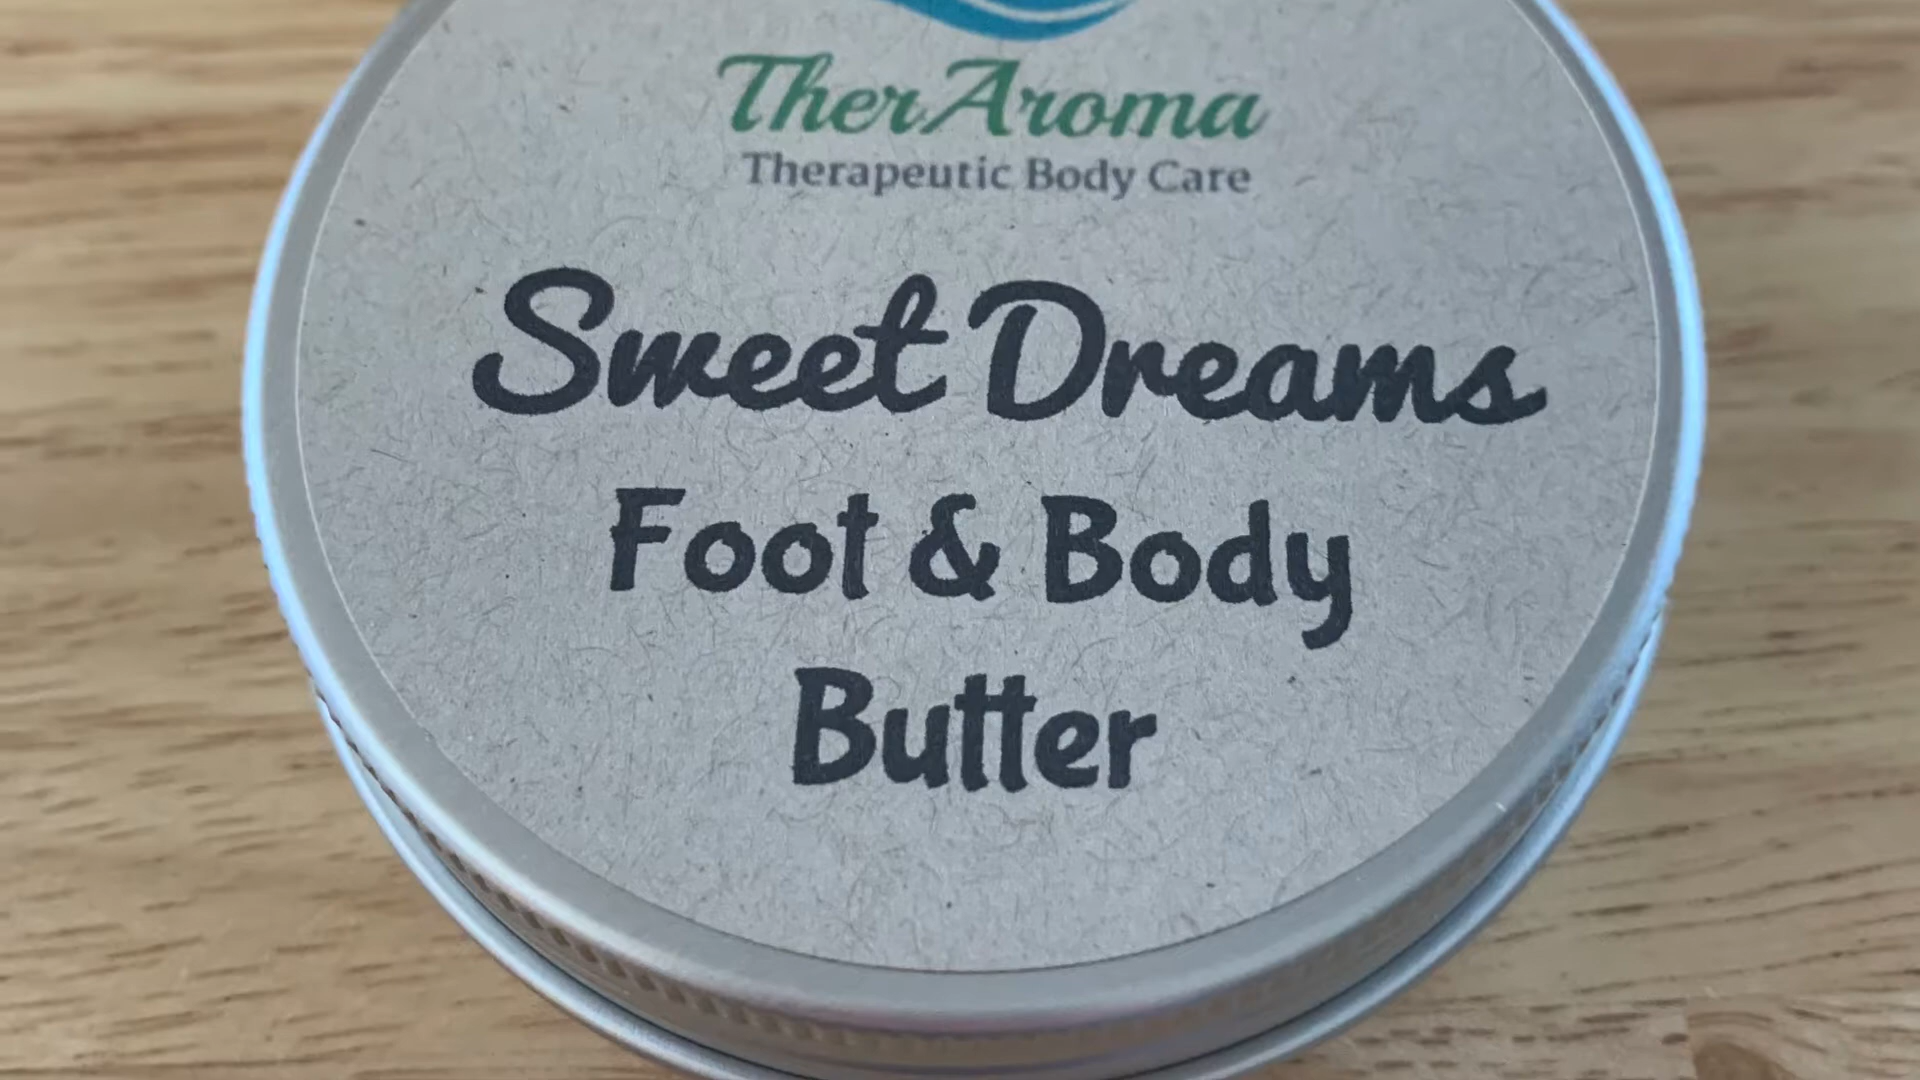 TherAroma
Therapeutic Body Care
Sweet Dreams
Foot & Body
Butter